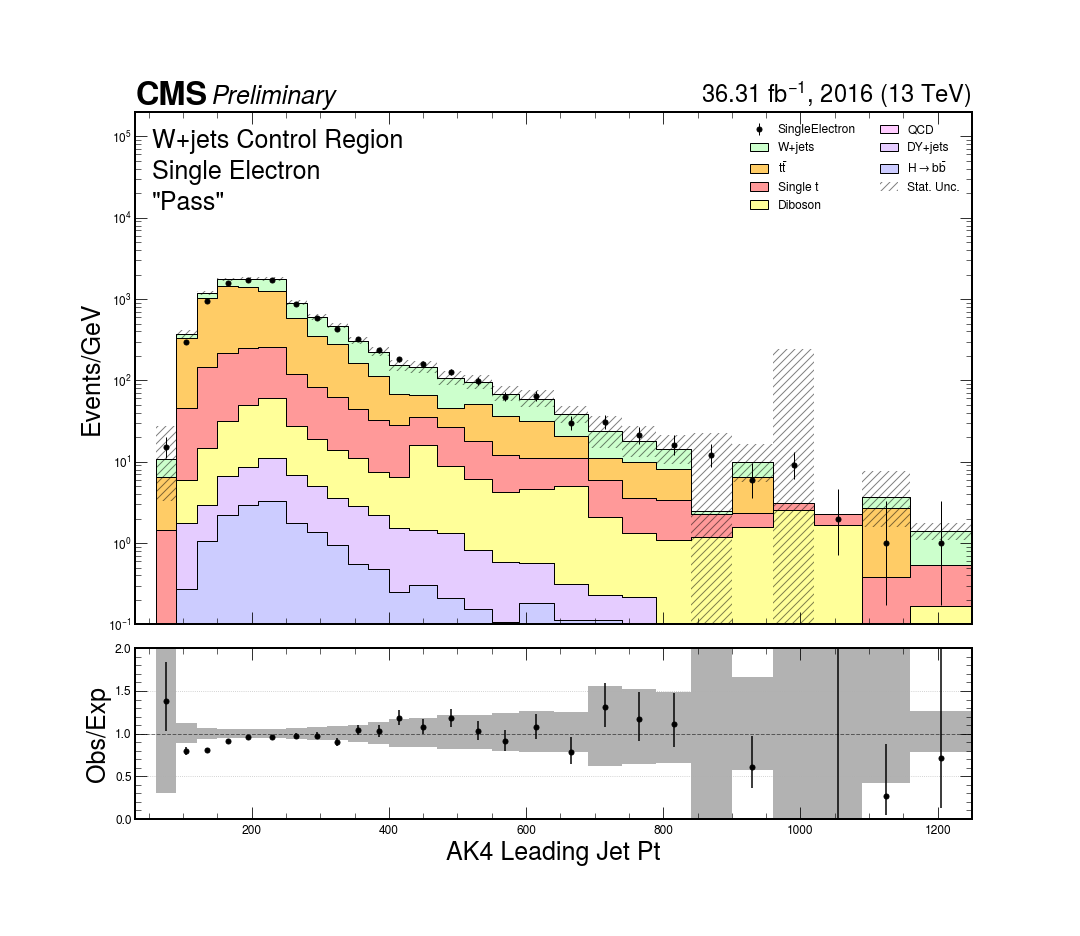 CMS Preliminary 36.31 fb⁻¹, 2016 (13 TeV)
W+jets Control Region
Single Electron
"Pass"
SingleElectron
W+jets
tt̄
Single t
Diboson
QCD
DY+jets
H→bb̄
Stat. Unc.
Events/GeV
10⁵
10⁴
10³
10²
10¹
10⁰
10⁻¹
Obs/Exp
2.0
1.5
1.0
0.5
0.0
200 400 600 800 1000 1200
AK4 Leading Jet Pt